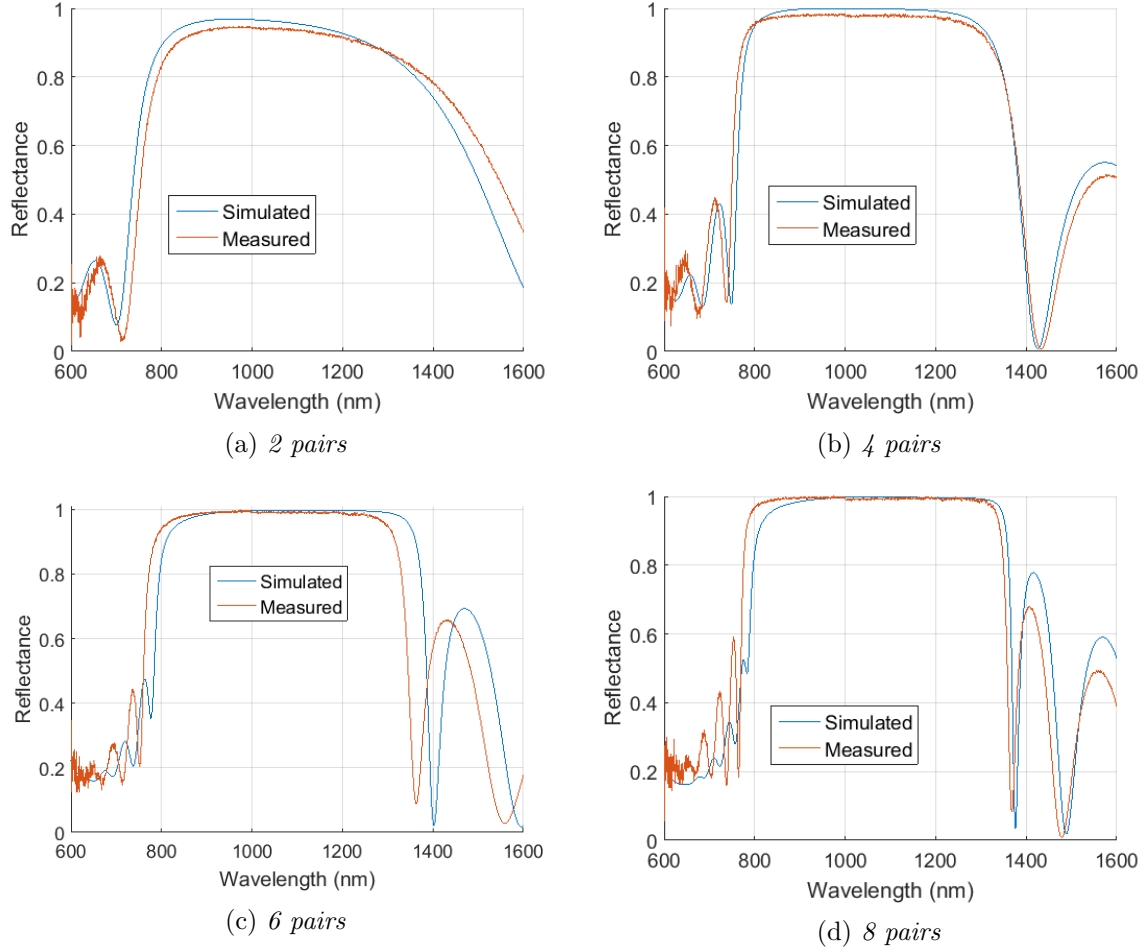 1
0.8
0.6
0.4
0.2
0
Reflectance
Simulated
Measured
600 800 1000 1200 1400 1600
Wavelength (nm)
(a) 2 pairs
1
0.8
0.6
0.4
0.2
0
Reflectance
Simulated
Measured
600 800 1000 1200 1400 1600
Wavelength (nm)
(b) 4 pairs
1
0.8
0.6
0.4
0.2
0
Reflectance
Simulated
Measured
600 800 1000 1200 1400 1600
Wavelength (nm)
(c) 6 pairs
1
0.8
0.6
0.4
0.2
0
Reflectance
Simulated
Measured
600 800 1000 1200 1400 1600
Wavelength (nm)
(d) 8 pairs